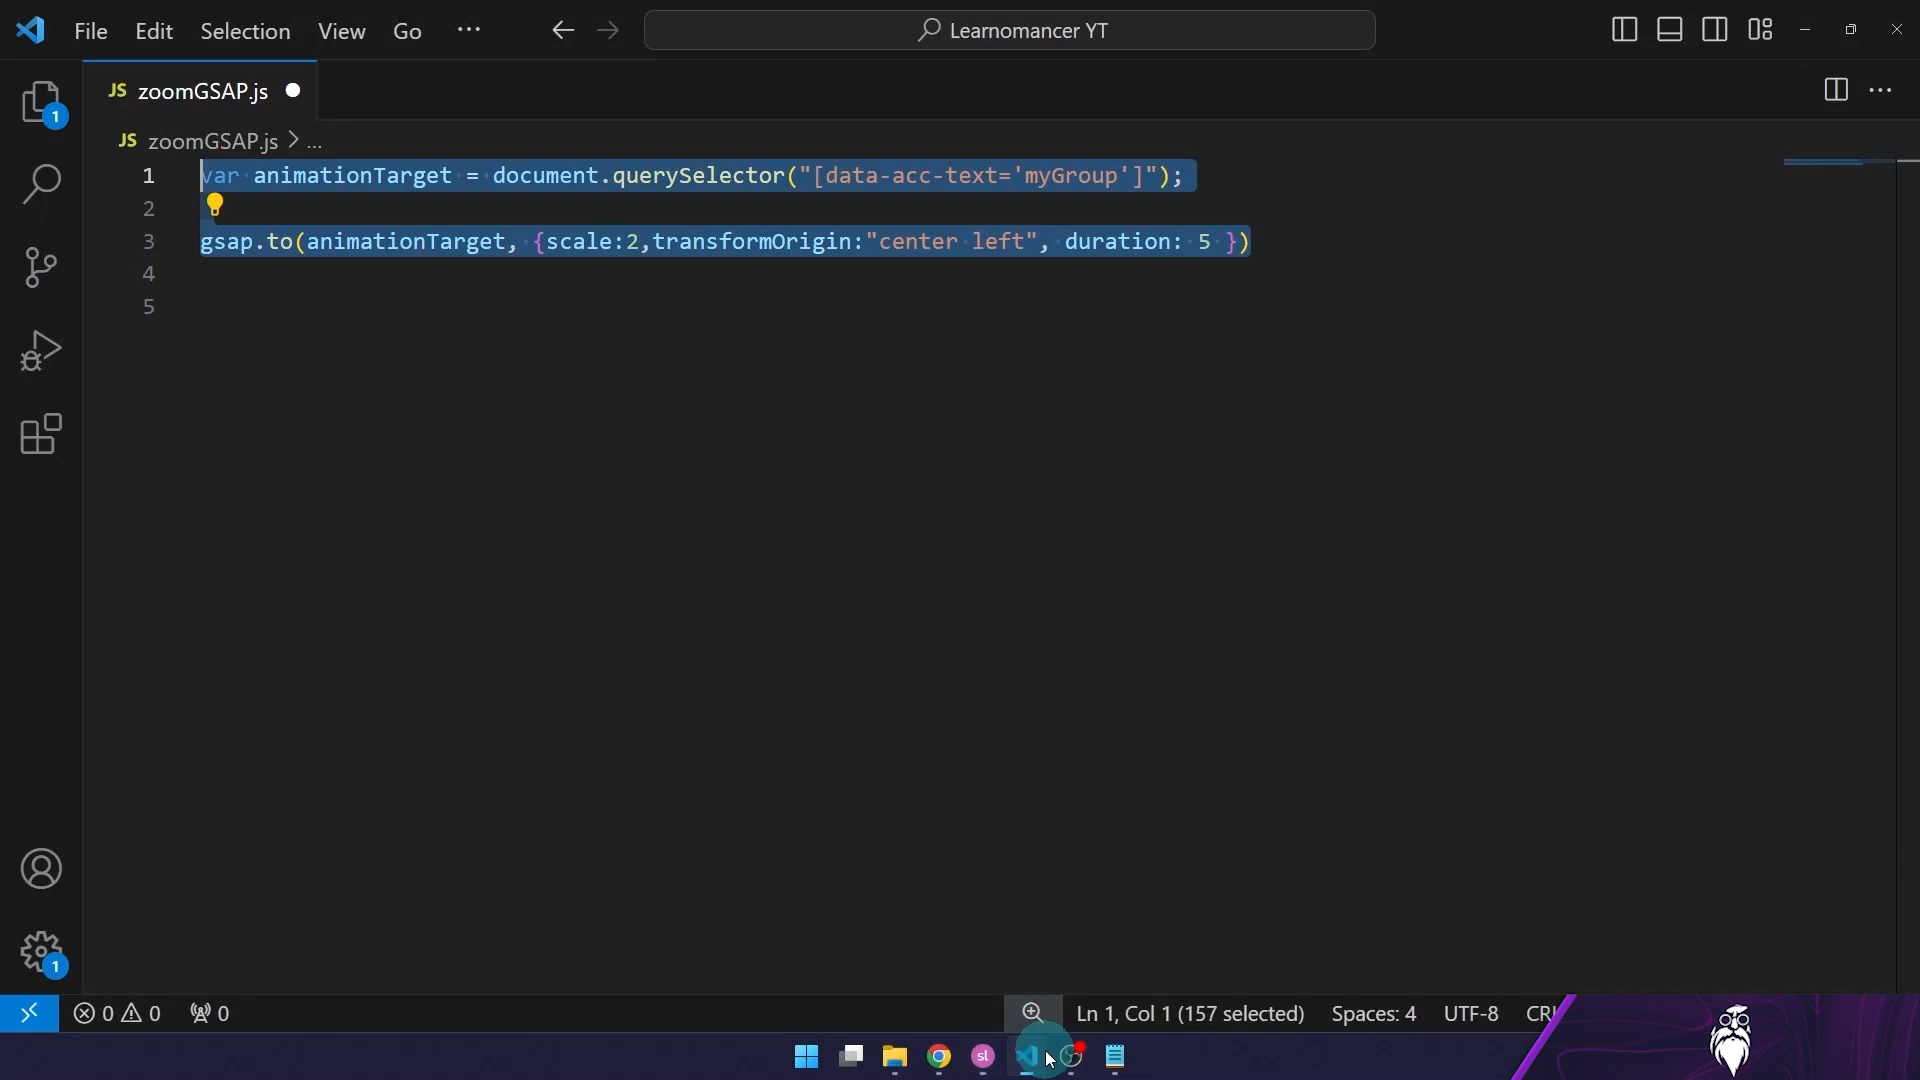 File Edit Selection View Go ···
Learnomancer YT
JS zoomGSAP.js
JS zoomGSAP.js > ...
1 var animationTarget = document.querySelector("[data-acc-text='myGroup']");
2
3 gsap.to(animationTarget, {scale:2,transformOrigin:"center left", duration: 5 })
4
5
1
1
0 0 0
Ln 1, Col 1 (157 selected) Spaces: 4 UTF-8
sl